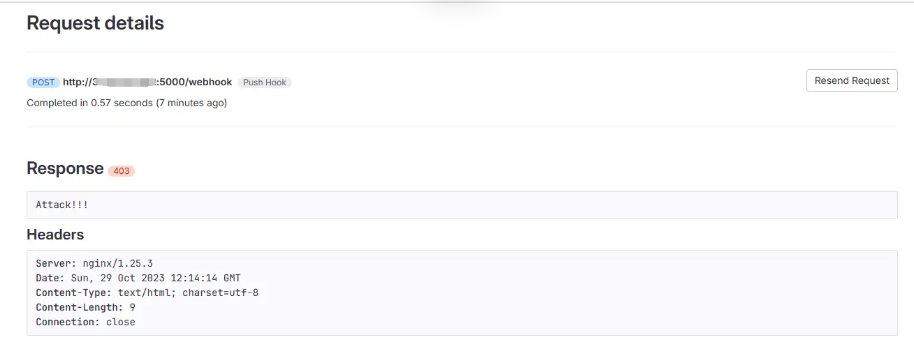 Request details
POST http://3 :5000/webhook Push Hook
Resend Request
Completed in 0.57 seconds (7 minutes ago)
Response 403
Attack!!!
Headers
Server: nginx/1.25.3
Date: Sun, 29 Oct 2023 12:14:14 GMT
Content-Type: text/html; charset=utf-8
Content-Length: 9
Connection: close